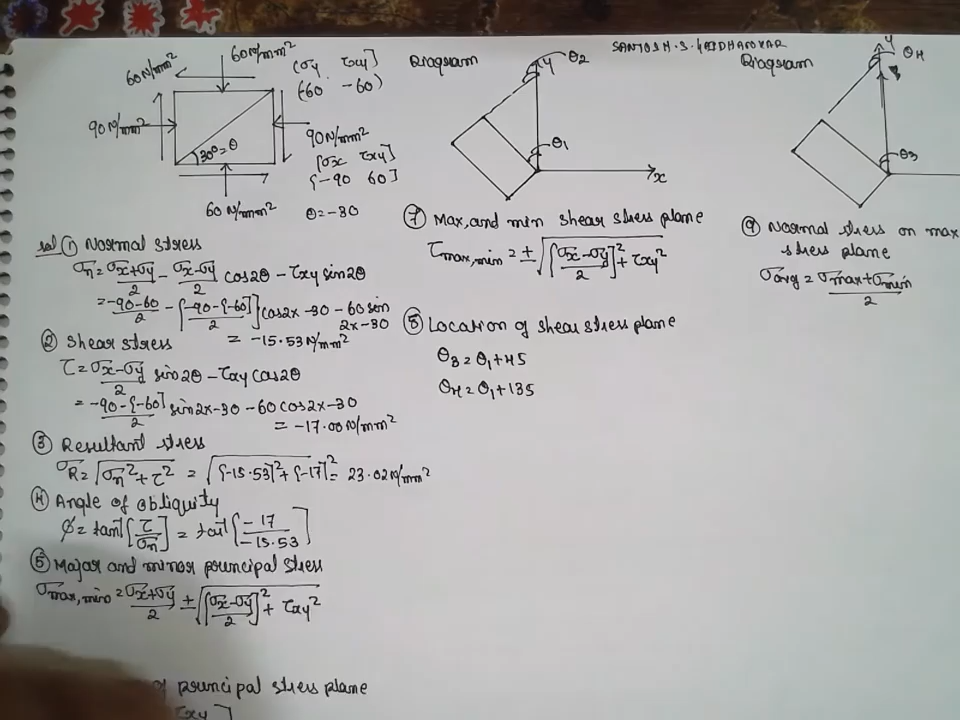 SANTOSH.S.
60N/mm² 60N/mm² [σy τxy]
(60 -60)
90N/mm² 90N/mm²
[σx τxy]
[-90 60]
30°=θ
60N/mm² θ=-30
Diagram y θ2
θ1
x
Diagram y θ4
θ3
Sol ① Normal stress
σn=σx+σy/2 - σx-σy/2 cos2θ - τxy sin2θ
= -90-60/2 - [-90-[-60]/2] cos2x-30 - 60 sin 2x-30
= -15.53N/mm²
② Shear stress
τ=σx-σy/2 sin2θ - τxy cos2θ
= -90-[-60]/2 sin2x-30 - 60 cos2x-30
= -17.00N/mm²
③ Resultant stress
σR=√σn²+τ² = √[-15.53]²+[-17]² = 23.02N/mm²
④ Angle of obliquity
φ=tan⁻¹[τ/σn] = tan⁻¹[-17/-15.53]
⑤ Major and minor principal stress
σmax,min=σx+σy/2 ± √[σx-σy/2]²+τxy²
of principal stress plane
τxy]
⑦ Max, and min shear stress plane
τmax,min=±√[σx-σy/2]²+τxy²
⑧ Location of shear stress plane
θ3=θ1+45
θ4=θ1+135
⑨ Normal stress on max
stress plane
σavg=σmax+σmin/2